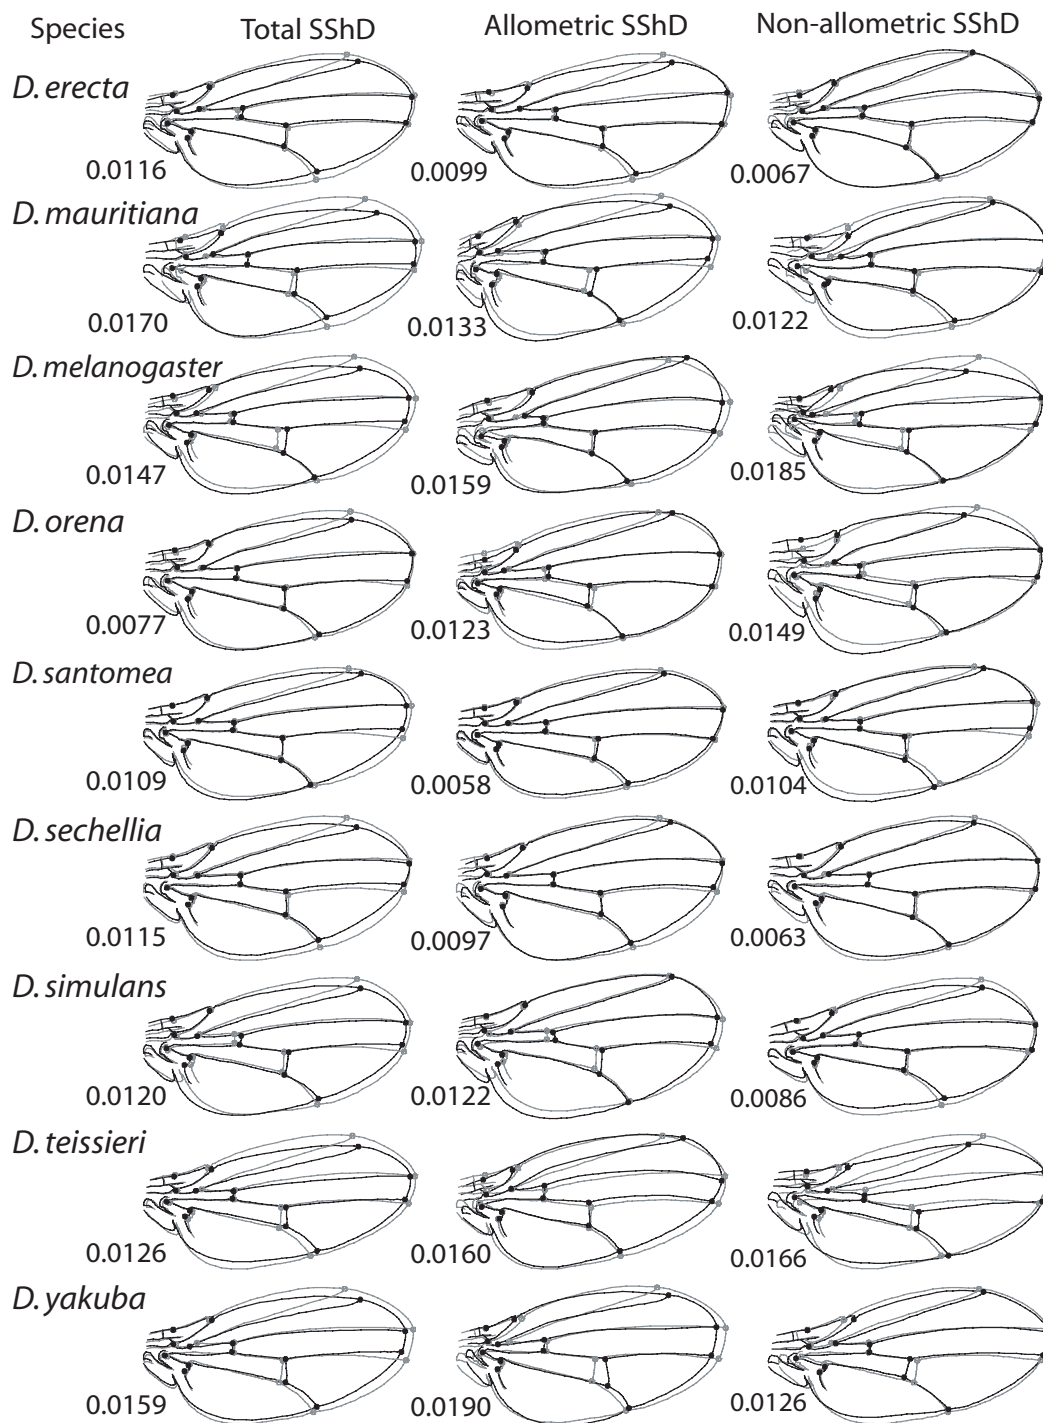 Species Total SShD Allometric SShD Non-allometric SShD
D. erecta
0.0116 0.0099 0.0067
D. mauritiana
0.0170 0.0133 0.0122
D. melanogaster
0.0147 0.0159 0.0185
D. orena
0.0077 0.0123 0.0149
D. santomea
0.0109 0.0058 0.0104
D. sechellia
0.0115 0.0097 0.0063
D. simulans
0.0120 0.0122 0.0086
D. teissieri
0.0126 0.0160 0.0166
D. yakuba
0.0159 0.0190 0.0126